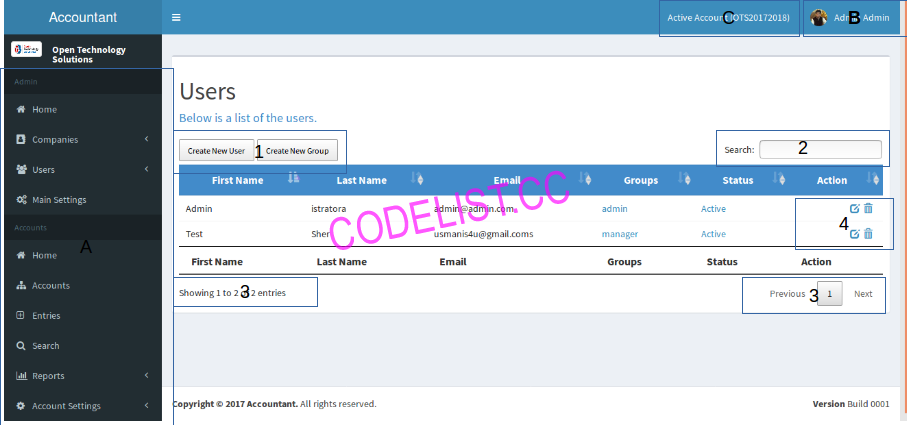 Accountant
Active Account (OTS20172018)
C
Admin Admin
B
Open Technology
Solutions
Admin
Home
Companies
Users
Main Settings
Accounts
Home
A
Accounts
Entries
Search
Reports
Account Settings
Users
Below is a list of the users.
Create New User
1
Create New Group
Search:
2
First Name Last Name Email Groups Status Action
Admin istratora admin@admin.com admin Active
Test Sher usmanis4u@gmail.coms manager Active
4
CODELIST.CC
First Name Last Name Email Groups Status Action
Showing 1 to 2 of 2 entries
3
Previous 1 Next
3
Copyright © 2017 Accountant. All rights reserved.
Version Build 0001